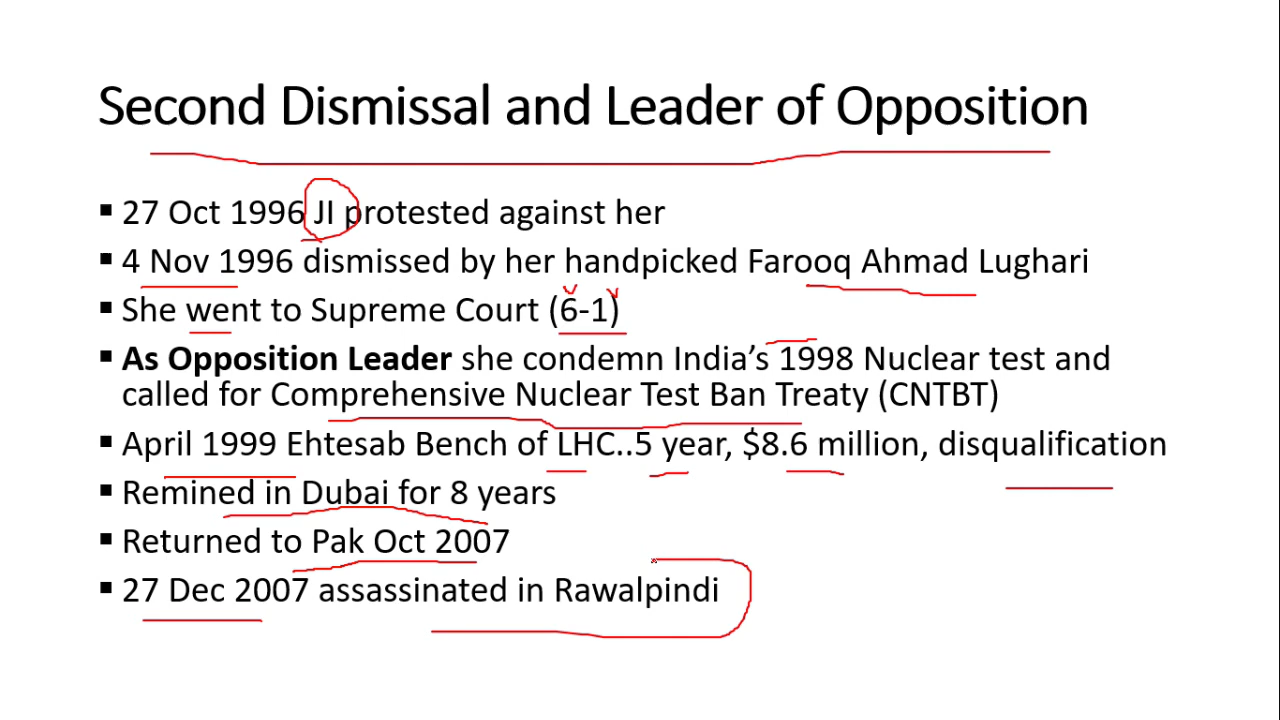 Second Dismissal and Leader of Opposition
▪ 27 Oct 1996 JI protested against her
▪ 4 Nov 1996 dismissed by her handpicked Farooq Ahmad Lughari
▪ She went to Supreme Court (6-1)
▪ As Opposition Leader she condemn India's 1998 Nuclear test and
called for Comprehensive Nuclear Test Ban Treaty (CNTBT)
▪ April 1999 Ehtesab Bench of LHC..5 year, $8.6 million, disqualification
▪ Remined in Dubai for 8 years
▪ Returned to Pak Oct 2007
▪ 27 Dec 2007 assassinated in Rawalpindi